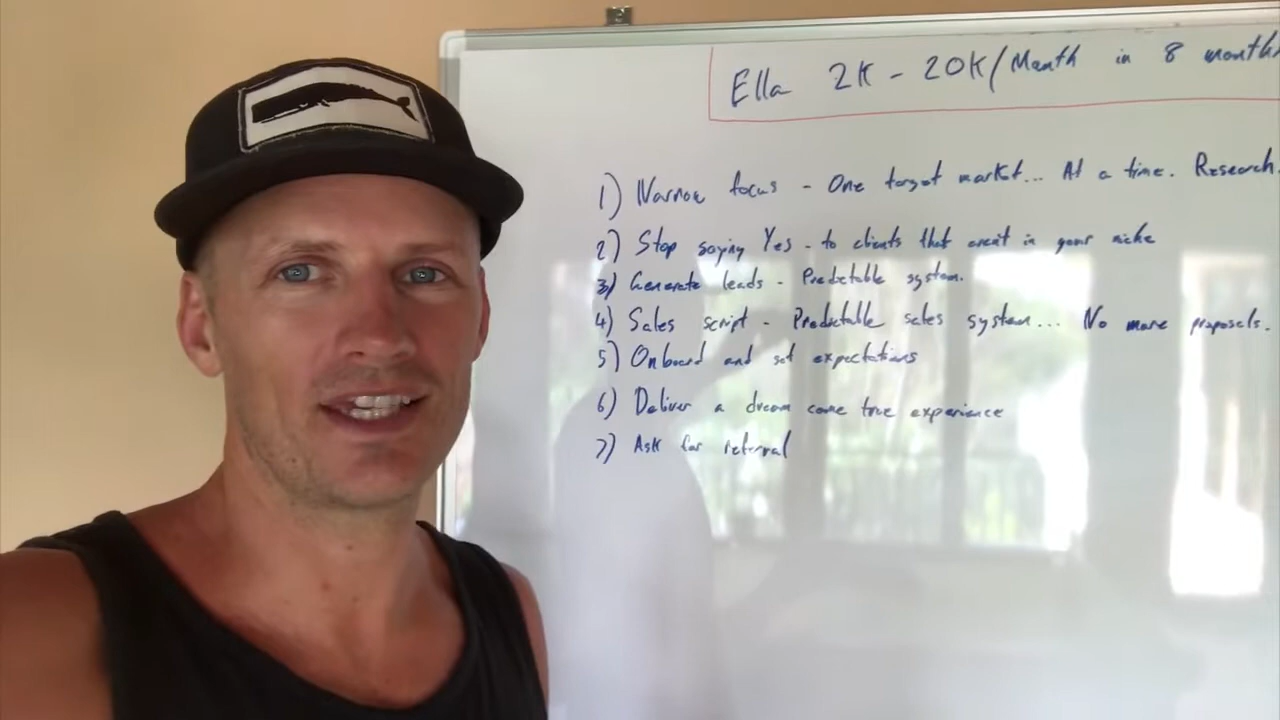 Ella 2K - 20K/Month in 8 months
1) Narrow focus - One target market... At a time. Research.
2) Stop saying Yes - to clients that arent in your niche
3) Generate leads - Predictable system.
4) Sales script - Predictable sales system... No more proposals.
5) Onboard and set expectations
6) Deliver a dream come true experience
7) Ask for referral